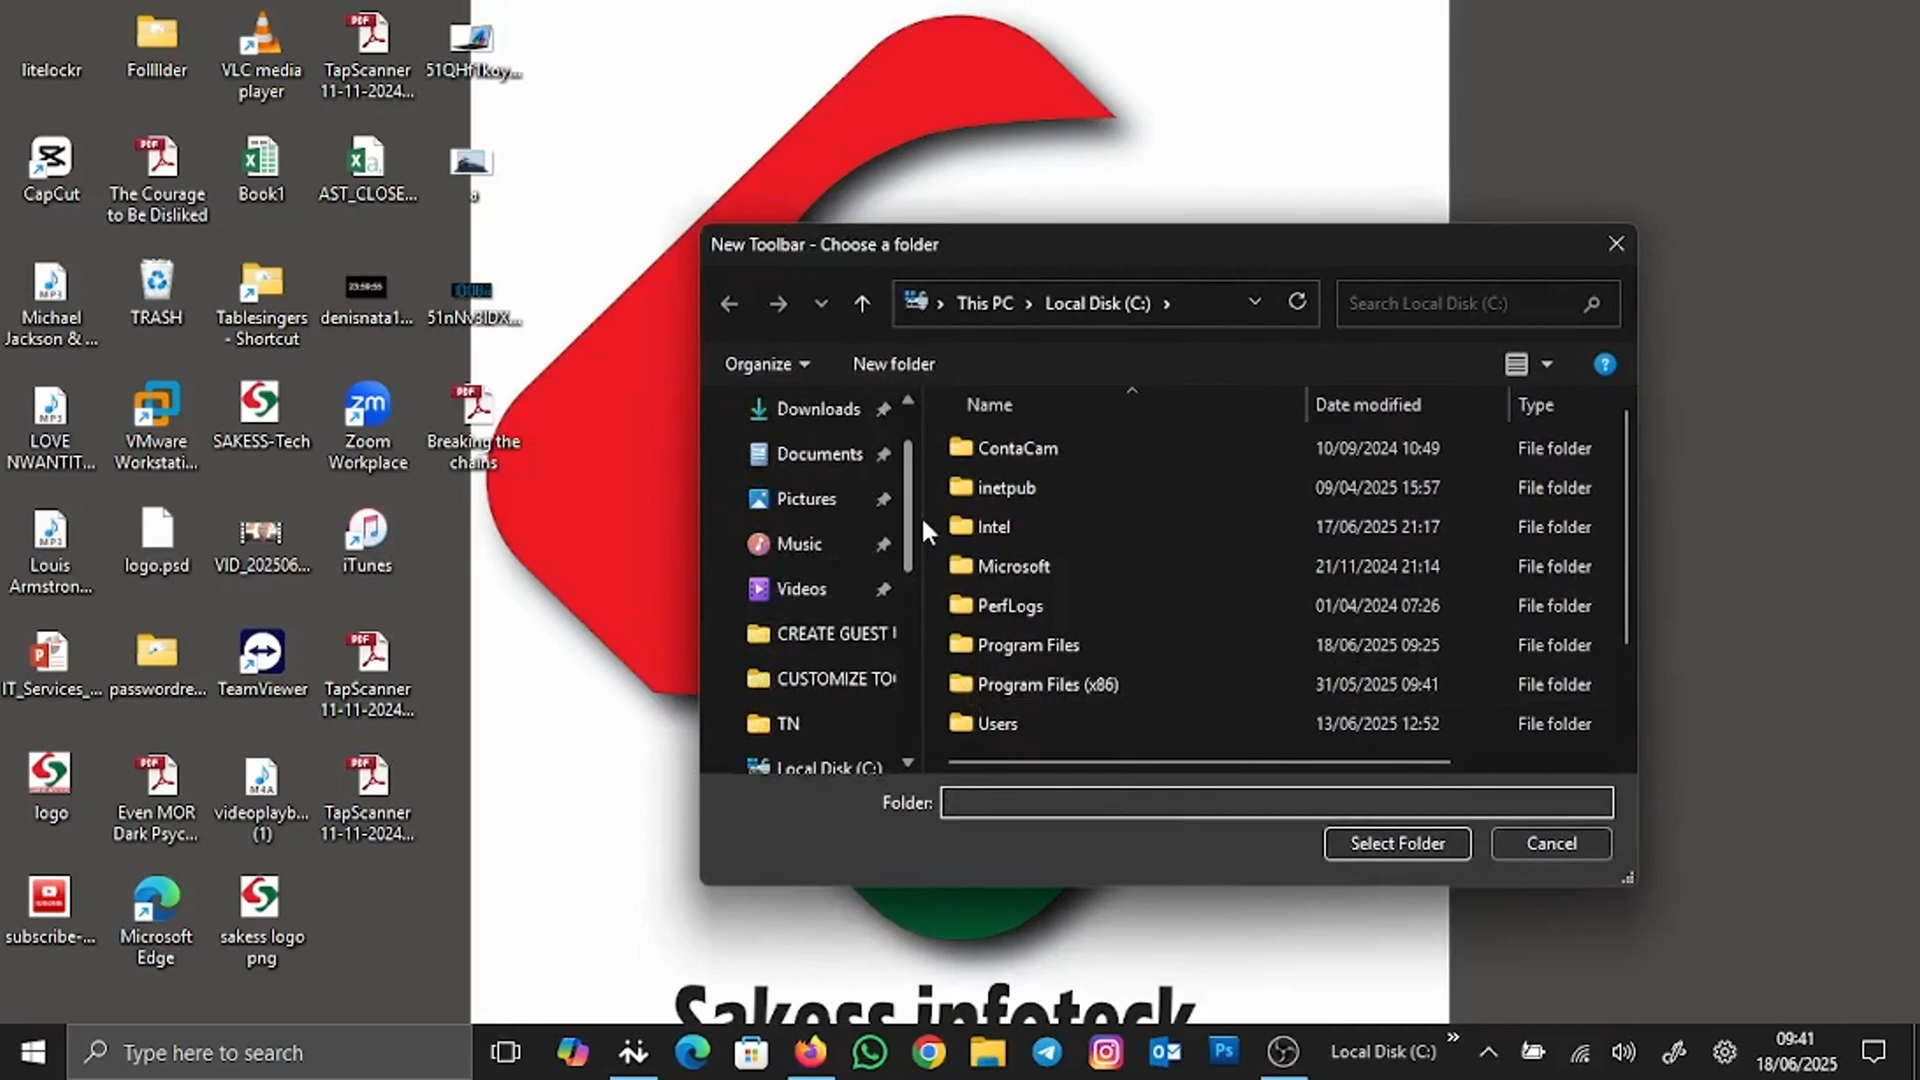 litelockr
Folllder
VLC media
player
TapScanner
11-11-2024...
51QHf1koy...
CapCut
The Courage
to Be Disliked
Book1
AST_CLOSE...
a
Michael
Jackson & ...
TRASH
Tablesingers
- Shortcut
23:59:55
denisnata1...
51nNv3IDX...
LOVE
NWANTIT...
VMware
Workstati...
SAKESS-Tech
zm
Zoom
Workplace
Breaking the
chains
Louis
Armstron...
logo.psd
VID_202506...
iTunes
IT_Services_...
passwordre...
TeamViewer
TapScanner
11-11-2024...
logo
Even MOR
Dark Psyc...
videoplayb...
(1)
TapScanner
11-11-2024...
subscribe-...
Microsoft
Edge
sakess logo
png
New Toolbar - Choose a folder
This PC > Local Disk (C:) >
Search Local Disk (C:)
Organize
New folder
Downloads
Documents
Pictures
Music
Videos
CREATE GUEST
CUSTOMIZE TO
TN
Local Disk (C:)
Name Date modified Type
ContaCam 10/09/2024 10:49 File folder
inetpub 09/04/2025 15:57 File folder
Intel 17/06/2025 21:17 File folder
Microsoft 21/11/2024 21:14 File folder
PerfLogs 01/04/2024 07:26 File folder
Program Files 18/06/2025 09:25 File folder
Program Files (x86) 31/05/2025 09:41 File folder
Users 13/06/2025 12:52 File folder
Folder:
Select Folder
Cancel
Sakess infoteck
Type here to search
Ps
Local Disk (C:)
09:41
18/06/2025